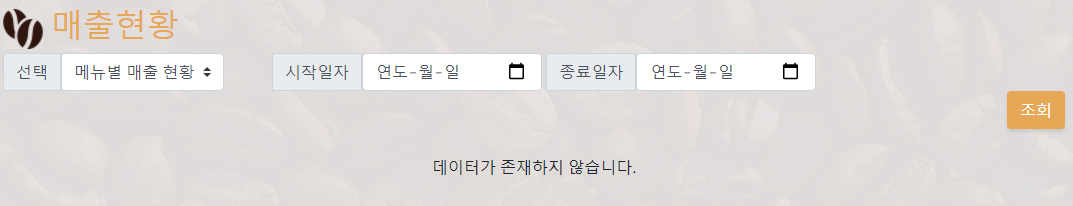 매출현황
선택 메뉴별 매출 현황 시작일자 연도-월-일 종료일자 연도-월-일
조회
데이터가 존재하지 않습니다.